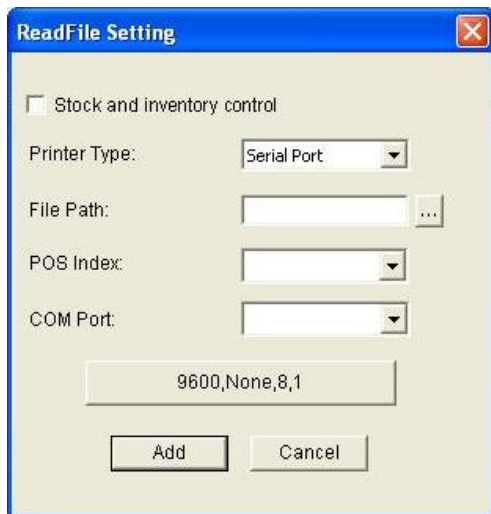 ReadFile Setting
Stock and inventory control
Printer Type: Serial Port
File Path: ...
POS Index:
COM Port:
9600,None,8,1
Add Cancel